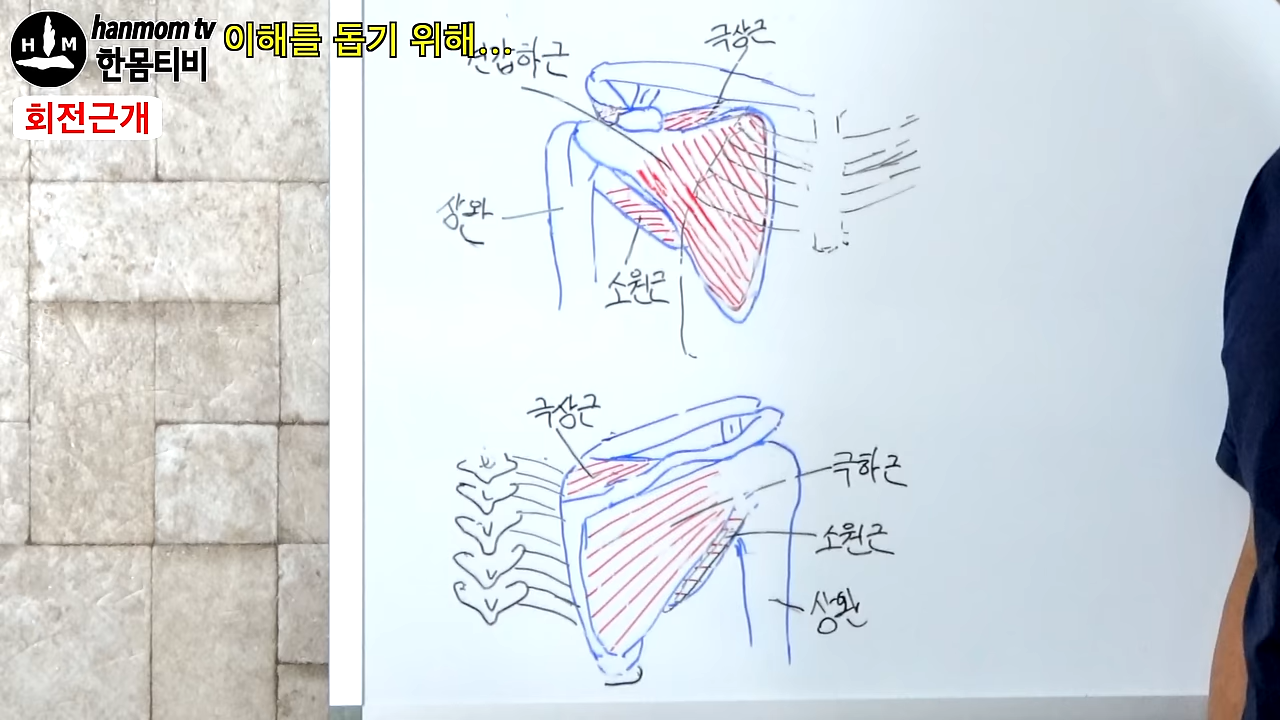 hanmom tv
한몸티비
HM
이해를 돕기 위해...
회전근개
견갑하근
극상근
상완
소원근
극상근
극하근
소원근
상완